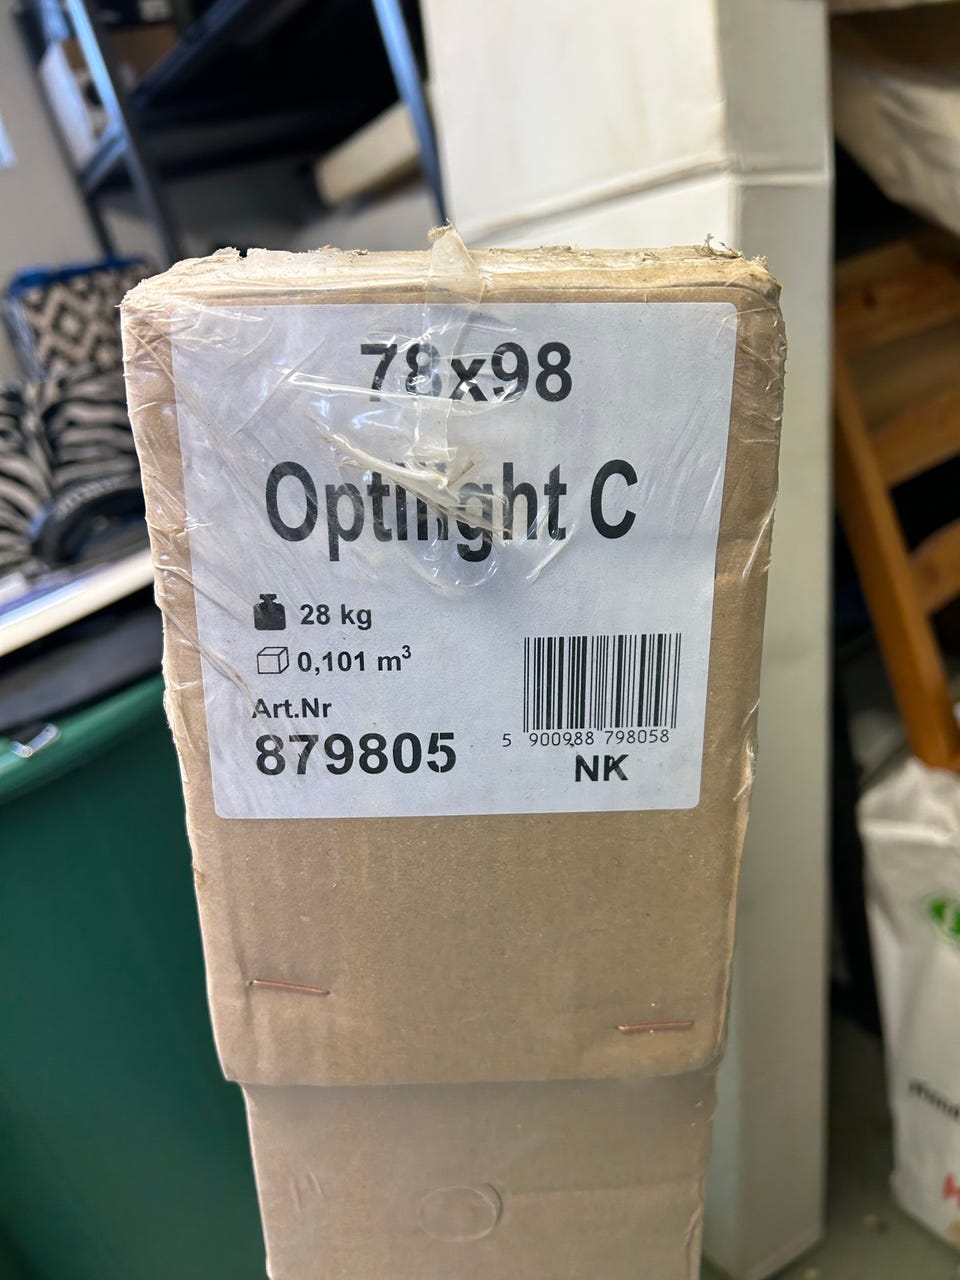 78x98
Optilight C
28 kg
0,101 m³
Art.Nr
879805
5 900988 798058
NK